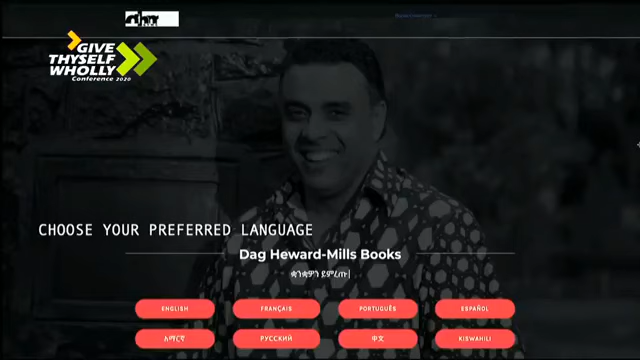 GIVE
THYSELF
WHOLLY
Conference 2020
CHOOSE YOUR PREFERRED LANGUAGE
Dag Heward-Mills Books
ቋንቋዎን ይምረጡ|
ENGLISH
FRANÇAIS
PORTUGUÊS
ESPAÑOL
አማርኛ
РУССКИЙ
中文
KISWAHILI